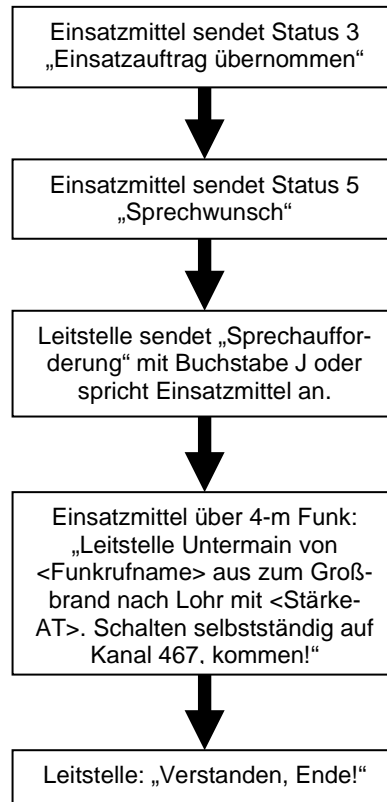 Einsatzmittel sendet Status 3
„Einsatzauftrag übernommen“
Einsatzmittel sendet Status 5
„Sprechwunsch“
Leitstelle sendet „Sprechauffor-
derung“ mit Buchstabe J oder
spricht Einsatzmittel an.
Einsatzmittel über 4-m Funk:
„Leitstelle Untermain von
<Funkrufname> aus zum Groß-
brand nach Lohr mit <Stärke-
AT>. Schalten selbstständig auf
Kanal 467, kommen!“
Leitstelle: „Verstanden, Ende!“